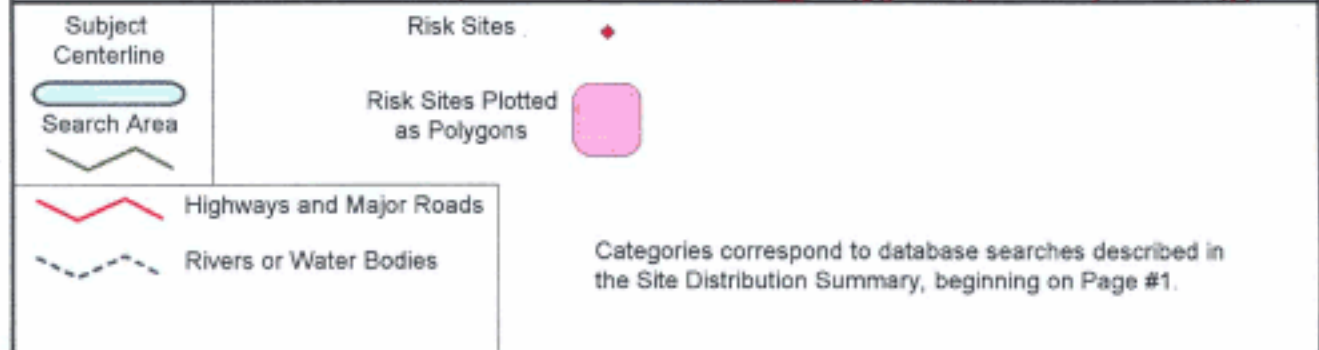 Subject
Centerline
Search Area
Risk Sites
Risk Sites Plotted
as Polygons
Highways and Major Roads
Rivers or Water Bodies
Categories correspond to database searches described in
the Site Distribution Summary, beginning on Page #1.